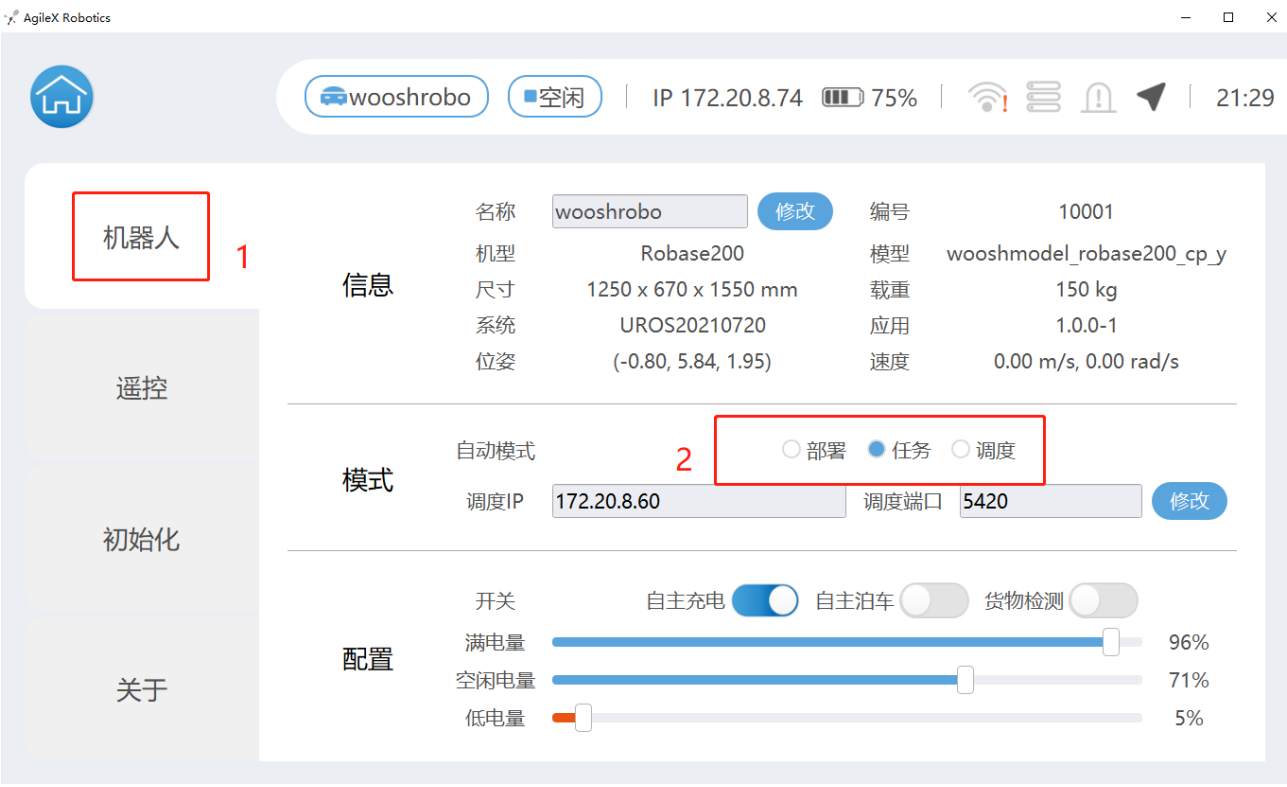 AgileX Robotics
wooshrobo 空闲 IP 172.20.8.74 75% 21:29
机器人
1
遥控
初始化
关于
信息
名称 wooshrobo 修改 编号 10001
机型 Robase200 模型 wooshmodel_robase200_cp_y
尺寸 1250 x 670 x 1550 mm 载重 150 kg
系统 UROS20210720 应用 1.0.0-1
位姿 (-0.80, 5.84, 1.95) 速度 0.00 m/s, 0.00 rad/s
模式
自动模式 2 部署 任务 调度
调度IP 172.20.8.60 调度端口 5420 修改
配置
开关 自主充电 自主泊车 货物检测
满电量 96%
空闲电量 71%
低电量 5%